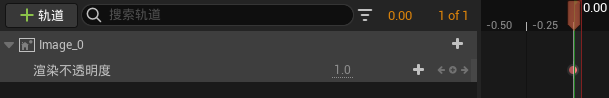 轨道 搜索轨道 0.00 1 of 1 0.00
-0.50 -0.25
Image_0
渲染不透明度 1.0